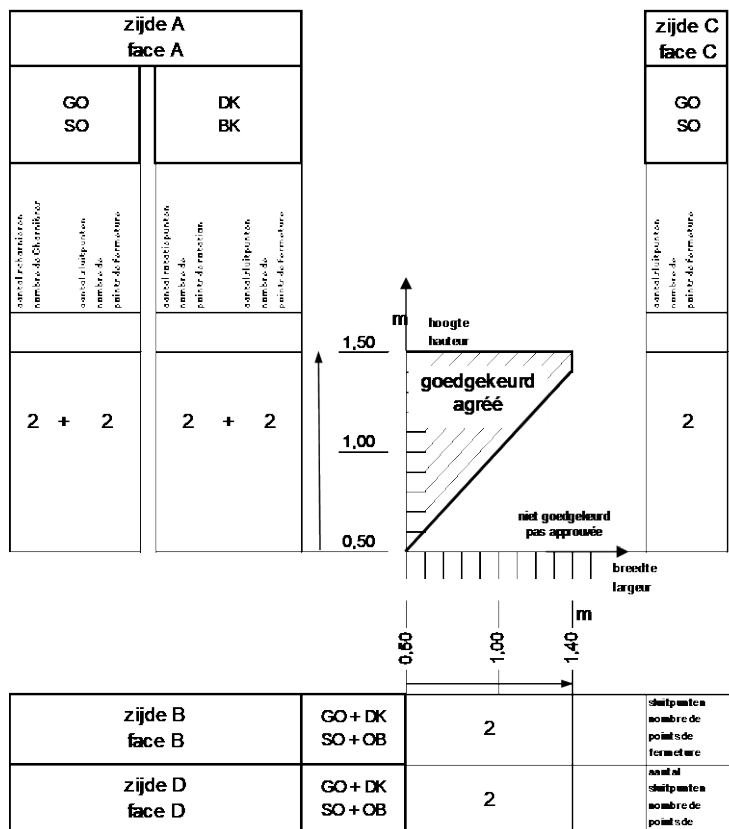 zijde A
face A
zijde C
face C
GO
SO
DK
BK
GO
SO
aantal scharnieren
nombre de Charnières
aantal sluitpunten
nombre de
points de fermeture
aantal rotatiepunten
nombre de
points de rotation
aantal sluitpunten
nombre de
points de fermeture
aantal sluitpunten
nombre de
points de fermeture
m
hoogte
hauteur
1,50
goedgekeurd
agréé
2 + 2
2 + 2
2
1,00
niet goedgekeurd
pas approuvée
0,50
breedte
largeur
m
0,50
1,00
1,40
zijde B
face B
GO + DK
SO + OB
2
sluitpunten
nombre de
points de
fermeture
zijde D
face D
GO + DK
SO + OB
2
aantal
sluitpunten
nombre de
points de